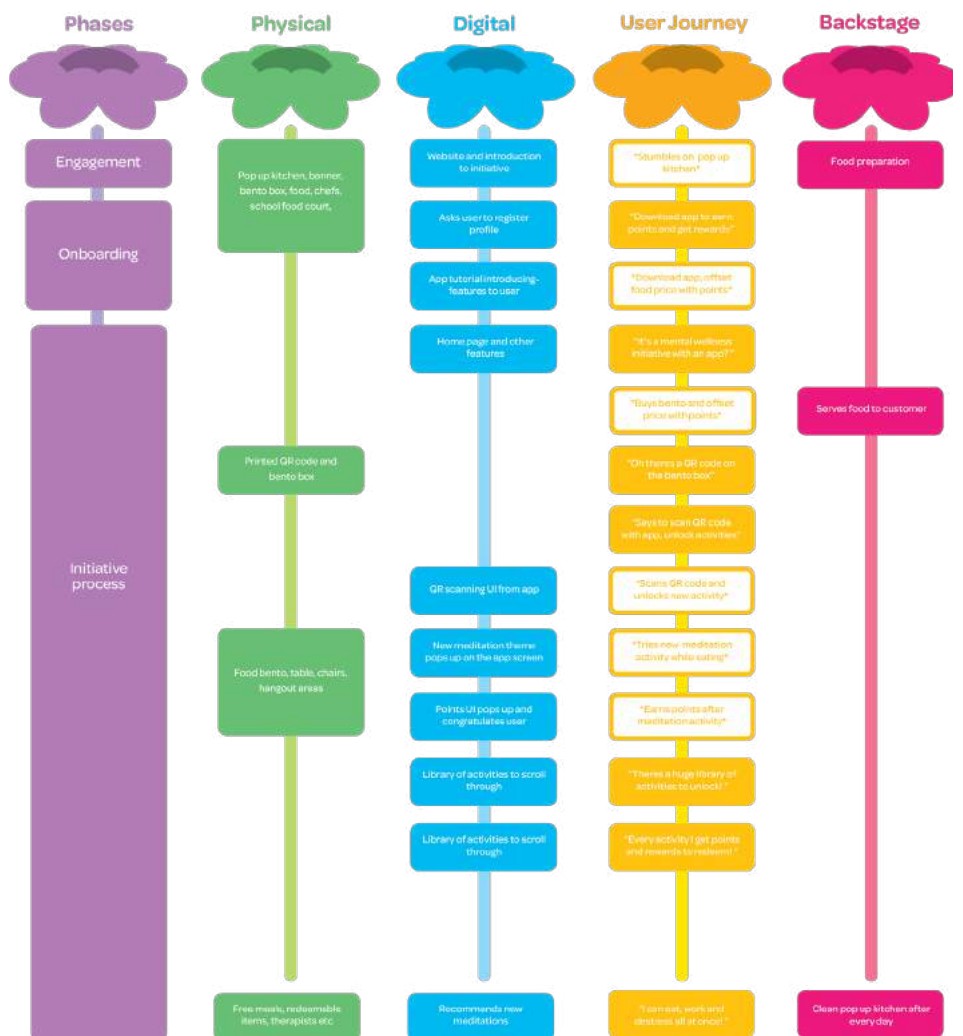 Phases
Physical
Digital
User Journey
Backstage
Engagement
Onboarding
Initiative
process
Pop up kitchen, banner,
bento box, food, chefs,
school food court,
Printed QR code and
bento box
Food bento, table, chairs,
hangout areas
Free meals, redeemable
items, therapists etc
Website and introduction
to initiative
Asks user to register
profile
App tutorial introducing-
features to user
Home page and other
features
QR scanning UI from app
New meditation theme
pops up on the app screen
Points UI pops up and
congratulates user
Library of activities to scroll
through
Library of activities to scroll
through
Recommends new
meditations
*Stumbles on pop up
kitchen*
"Download app to earn
points and get rewards"
*Download app, offset
food price with points*
"It's a mental wellness
initiative with an app?"
*Buys bento and offset
price with points*
"Oh theres a QR code on
the bento box"
"Says to scan QR code
with app, unlock activities"
*Scans QR code and
unlocks new activity*
*Tries new meditation
activity while eating*
*Earns points after
meditation activity*
"Theres a huge library of
activities to unlock! "
"Every activity I get points
and rewards to redeem! "
"I can eat, work and
destress all at once! "
Food preparation
Serves food to customer
Clean pop up kitchen after
every day